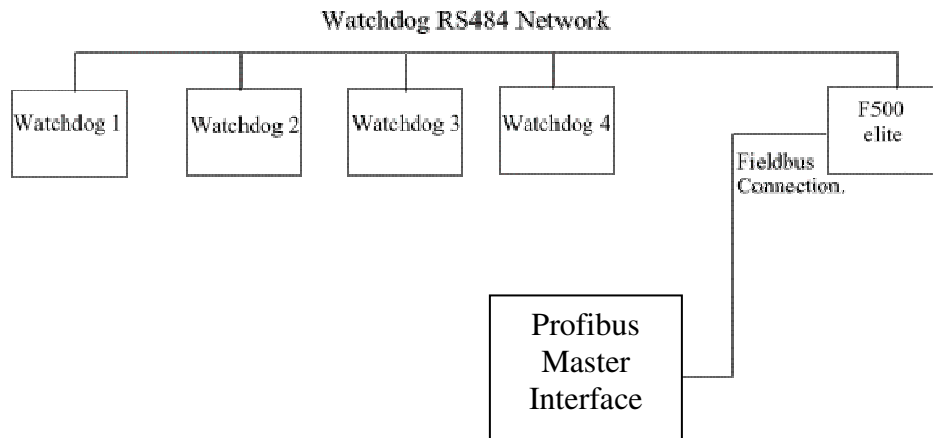 Watchdog RS484 Network
Watchdog 1
Watchdog 2
Watchdog 3
Watchdog 4
F500
elite
Fieldbus
Connection.
Profibus
Master
Interface